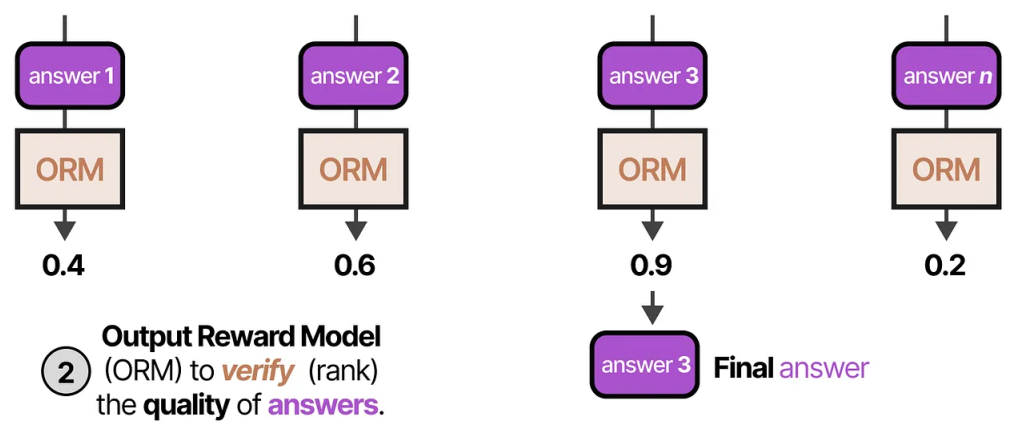 answer 1
answer 2
answer 3
answer n
ORM
ORM
ORM
ORM
0.4
0.6
0.9
0.2
2
Output Reward Model
(ORM) to verify (rank)
the quality of answers.
answer 3
Final answer